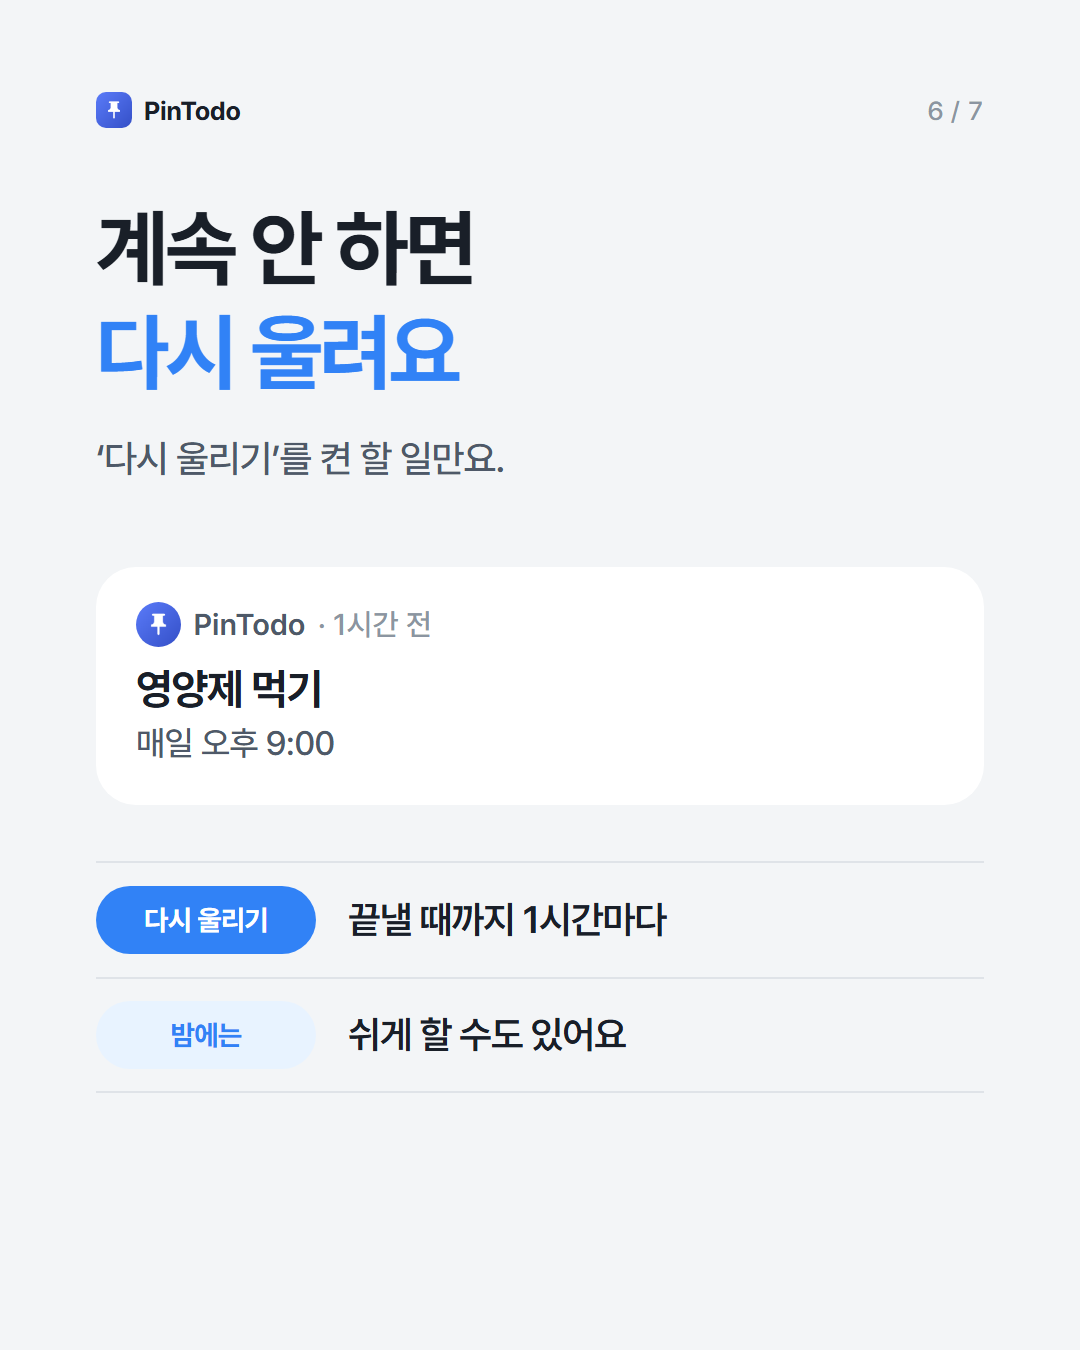 PinTodo
6 / 7
계속 안 하면
다시 울려요
‘다시 울리기’를 켠 할 일만요.
PinTodo · 1시간 전
영양제 먹기
매일 오후 9:00
다시 울리기 끝낼 때까지 1시간마다
밤에는 쉬게 할 수도 있어요